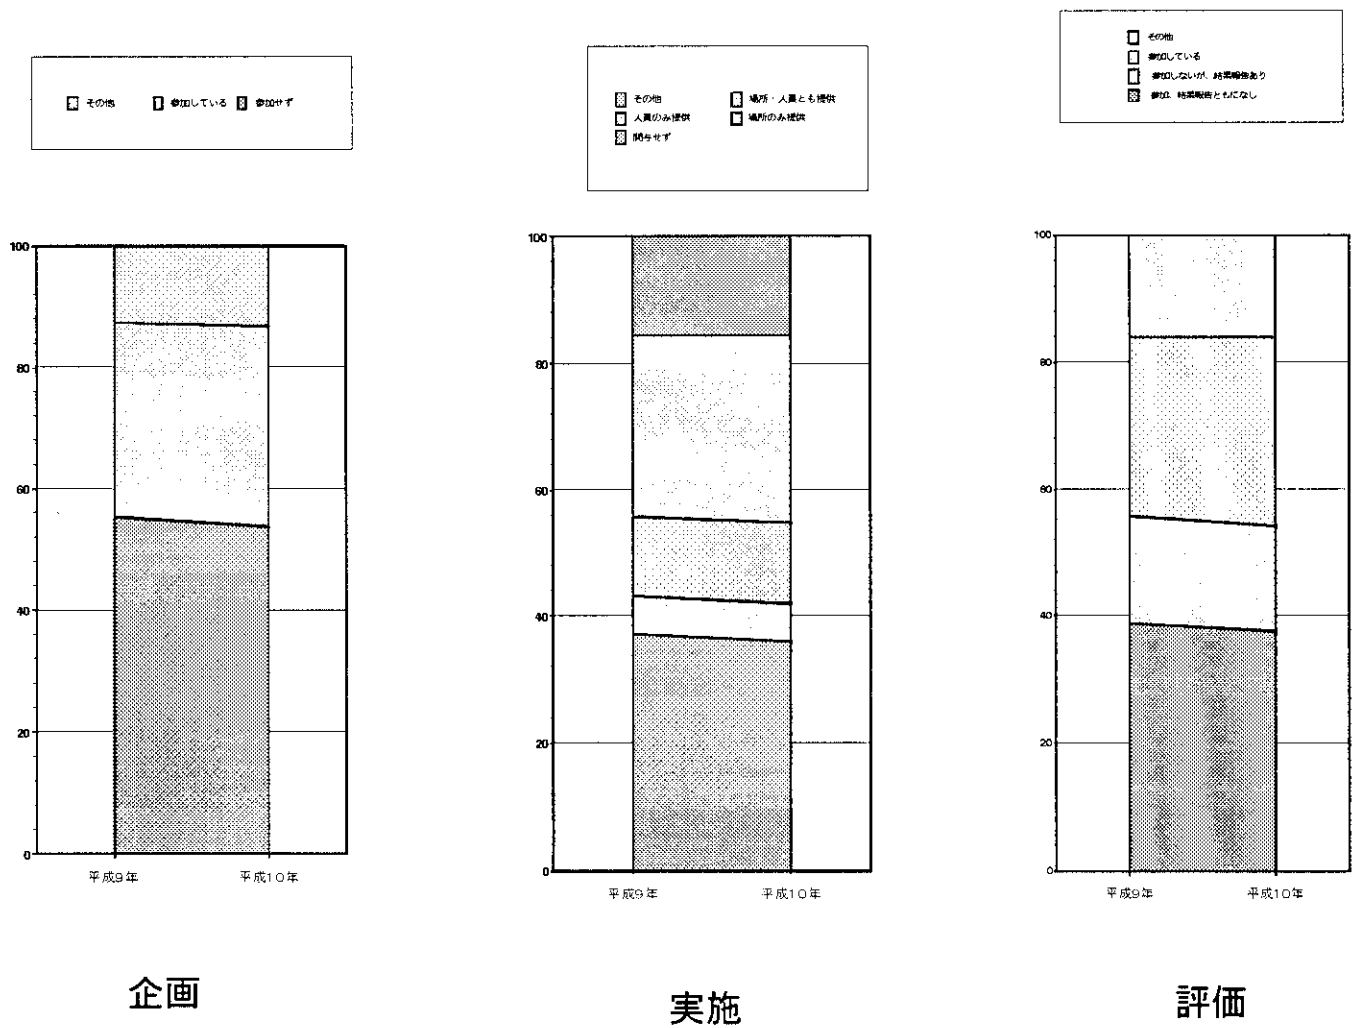 その他 参加している 参加せず
その他 場所・人員とも提供
人員のみ提供 場所のみ提供
関与せず
その他
参加している
参加しないが、結果報告あり
参加、結果報告ともになし
100
80
60
40
20
0
平成9年 平成10年
企画
100
80
60
40
20
0
平成9年 平成10年
実施
100
80
60
40
20
0
平成9年 平成10年
評価